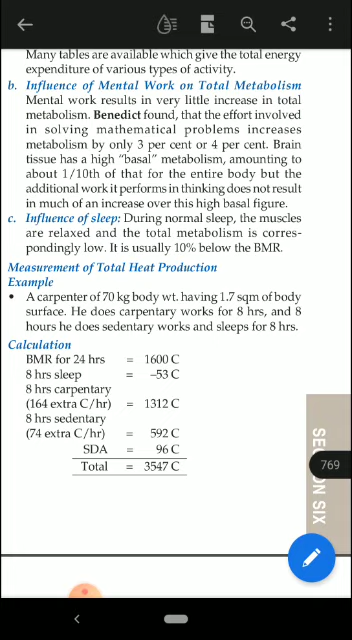 Many tables are available which give the total energy
expenditure of various types of activity.
b. Influence of Mental Work on Total Metabolism
Mental work results in very little increase in total
metabolism. Benedict found, that the effort involved
in solving mathematical problems increases
metabolism by only 3 per cent or 4 per cent. Brain
tissue has a high "basal" metabolism, amounting to
about 1/10th of that for the entire body but the
additional work it performs in thinking does not result
in much of an increase over this high basal figure.
c. Influence of sleep: During normal sleep, the muscles
are relaxed and the total metabolism is corres-
pondingly low. It is usually 10% below the BMR.
Measurement of Total Heat Production
Example
• A carpenter of 70 kg body wt. having 1.7 sqm of body
surface. He does carpentary works for 8 hrs, and 8
hours he does sedentary works and sleeps for 8 hrs.
Calculation
BMR for 24 hrs = 1600 C
8 hrs sleep = –53 C
8 hrs carpentary
(164 extra C/hr) = 1312 C
8 hrs sedentary
(74 extra C/hr) = 592 C
SDA = 96 C
Total = 3547 C
769